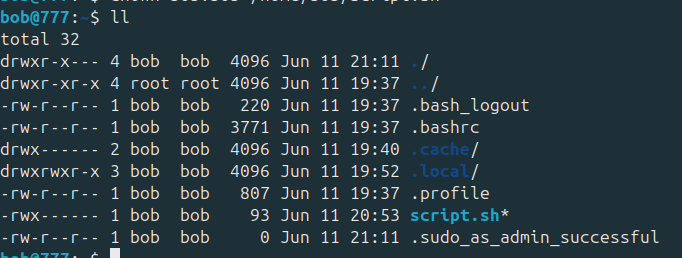 bob@777:~$ ll
total 32
drwxr-x--- 4 bob  bob  4096 Jun 11 21:11 ./
drwxr-xr-x 4 root root 4096 Jun 11 19:37 ../
-rw-r--r-- 1 bob  bob   220 Jun 11 19:37 .bash_logout
-rw-r--r-- 1 bob  bob  3771 Jun 11 19:37 .bashrc
drwx------ 2 bob  bob  4096 Jun 11 19:40 .cache/
drwxrwxr-x 3 bob  bob  4096 Jun 11 19:52 .local/
-rw-r--r-- 1 bob  bob   807 Jun 11 19:37 .profile
-rwx------ 1 bob  bob    93 Jun 11 20:53 script.sh*
-rw-r--r-- 1 bob  bob     0 Jun 11 21:11 .sudo_as_admin_successful
bob@777:~$